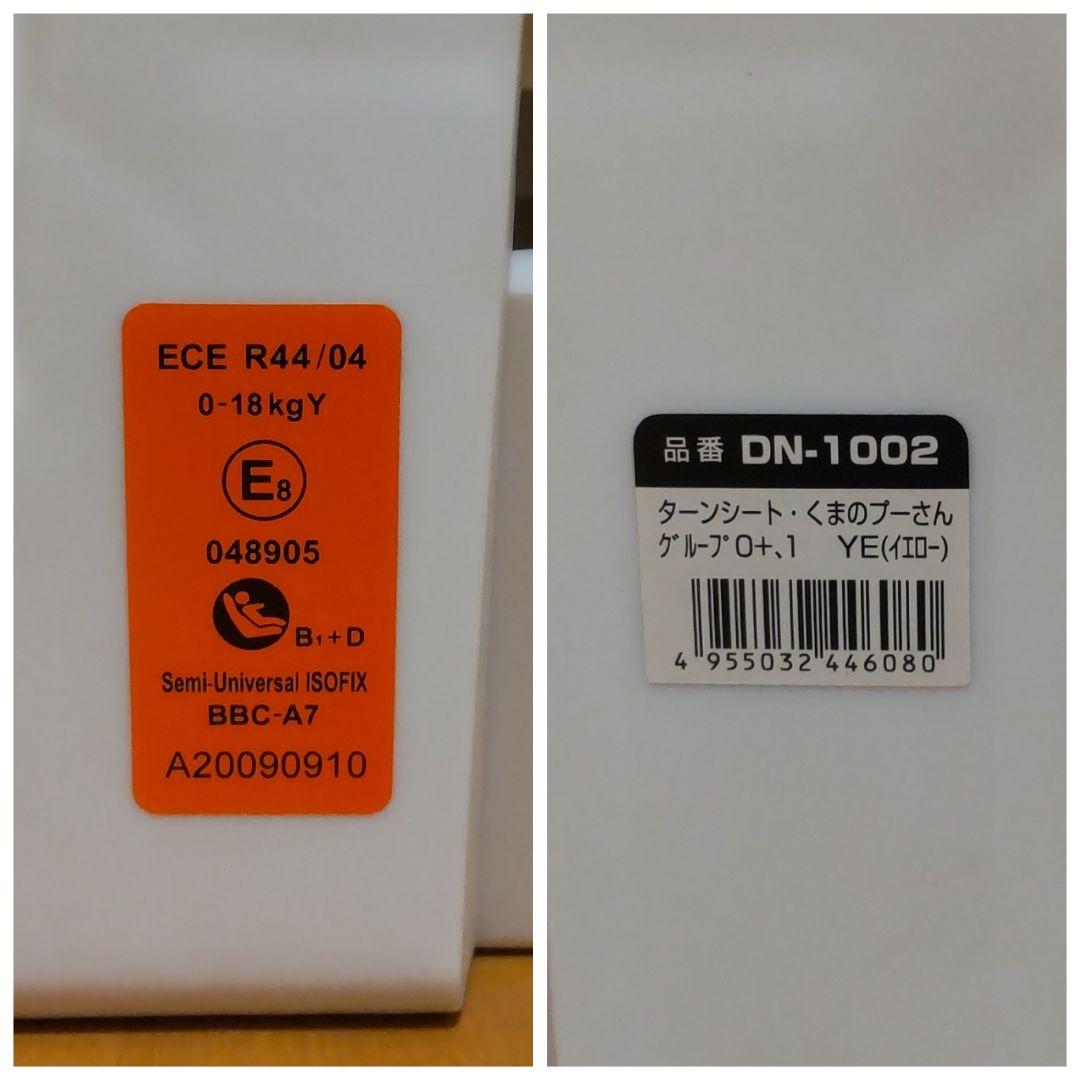 ECE R44/04
0-18kgY
E8
048905
B1+D
Semi-Universal ISOFIX
BBC-A7
A20090910
品番 DN-1002
ターンシート・くまのプーさん
グループ0+、1 YE(イエロー)
4 955032 446080